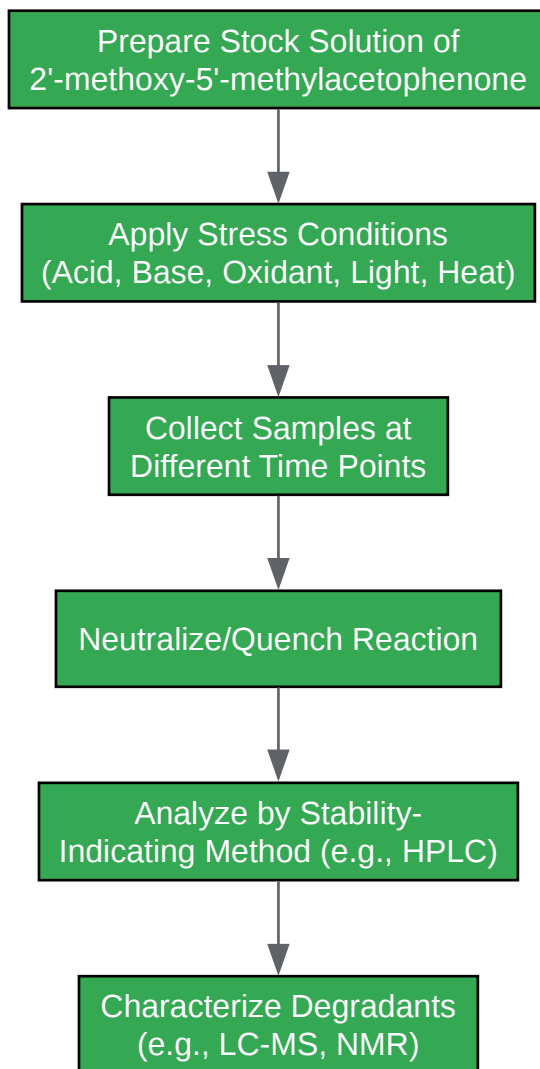 Prepare Stock Solution of
2'-methoxy-5'-methylacetophenone
Apply Stress Conditions
(Acid, Base, Oxidant, Light, Heat)
Collect Samples at
Different Time Points
Neutralize/Quench Reaction
Analyze by Stability-
Indicating Method (e.g., HPLC)
Characterize Degradants
(e.g., LC-MS, NMR)